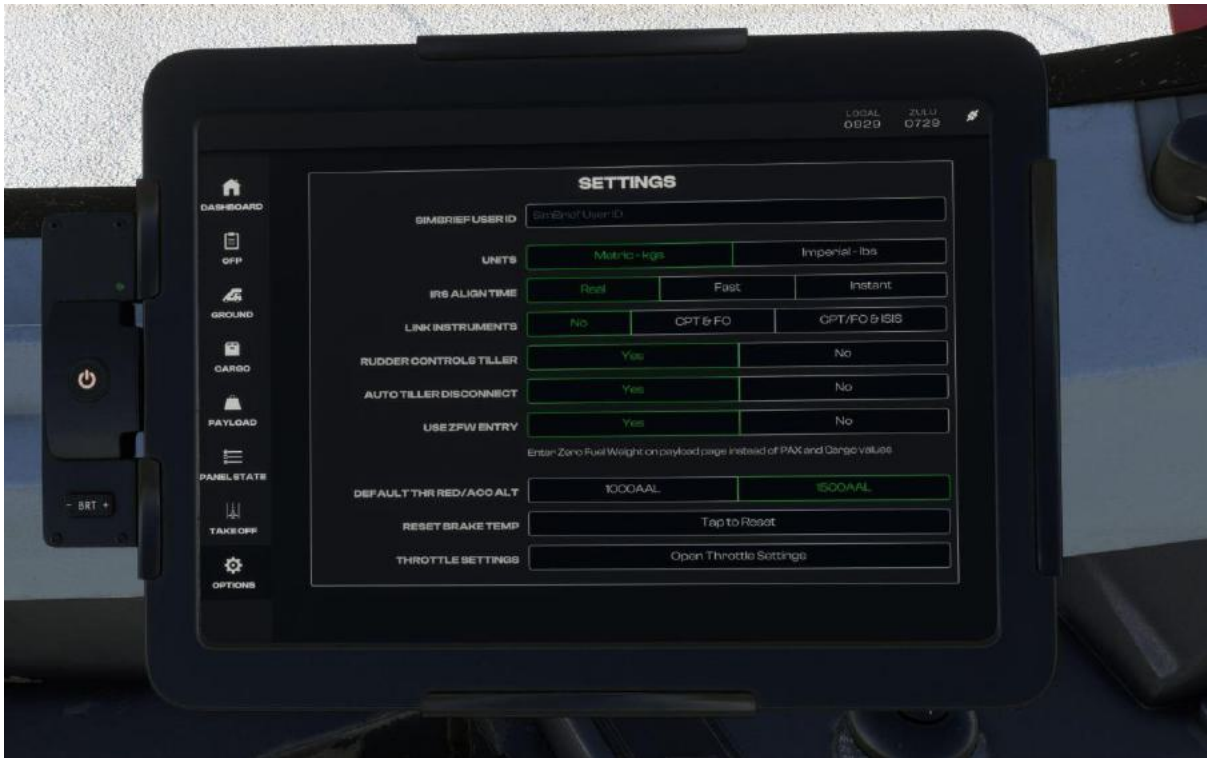 LOCAL ZULU
0829 0729
DASHBOARD
OFP
GROUND
CARGO
PAYLOAD
PANEL STATE
TAKE OFF
OPTIONS
- BRT +
SETTINGS
SIMBRIEF USER ID SimBrief User ID
UNITS Metric - kgs Imperial - lbs
IRS ALIGN TIME Real Fast Instant
LINK INSTRUMENTS No CPT & FO CPT/FO & ISIS
RUDDER CONTROLS TILLER Yes No
AUTO TILLER DISCONNECT Yes No
USE ZFW ENTRY Yes No
Enter Zero Fuel Weight on payload page instead of PAX and Cargo values
DEFAULT THR RED/ACC ALT 1000AAL 1500AAL
RESET BRAKE TEMP Tap to Reset
THROTTLE SETTINGS Open Throttle Settings